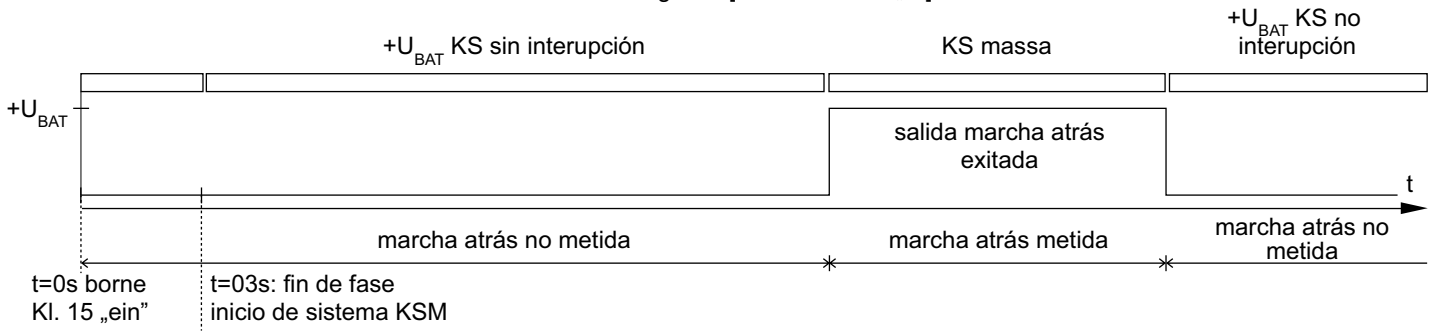 +U_BAT KS sin interupción
KS massa
+U_BAT KS no
interupción
+U_BAT
salida marcha atrás
exitada
t
marcha atrás no metida
marcha atrás metida
marcha atrás no
metida
t=0s borne
Kl. 15 „ein”
t=03s: fin de fase
inicio de sistema KSM